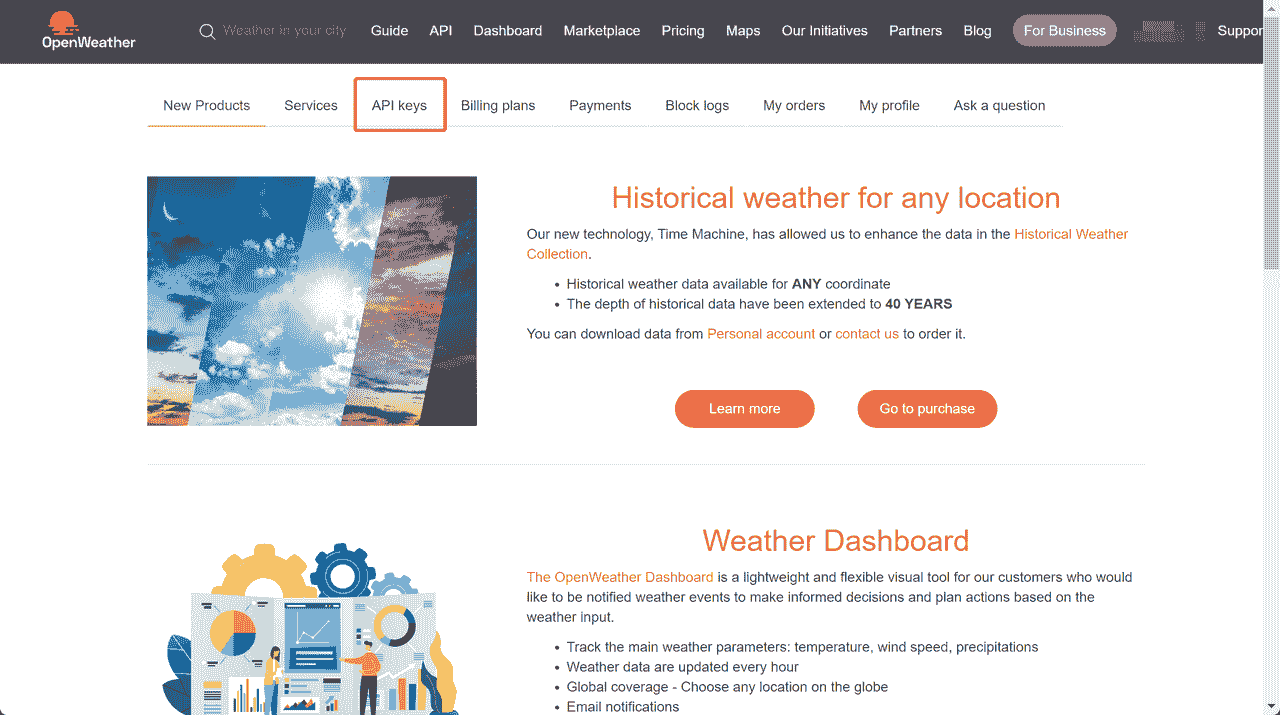 OpenWeather
Weather in your city
Guide
API
Dashboard
Marketplace
Pricing
Maps
Our Initiatives
Partners
Blog
For Business
Suppor
New Products
Services
API keys
Billing plans
Payments
Block logs
My orders
My profile
Ask a question
Historical weather for any location
Our new technology, Time Machine, has allowed us to enhance the data in the Historical Weather
Collection.
• Historical weather data available for ANY coordinate
• The depth of historical data have been extended to 40 YEARS
You can download data from Personal account or contact us to order it.
Learn more
Go to purchase
Weather Dashboard
The OpenWeather Dashboard is a lightweight and flexible visual tool for our customers who would
like to be notified weather events to make informed decisions and plan actions based on the
weather input.
• Track the main weather parameters: temperature, wind speed, precipitations
• Weather data are updated every hour
• Global coverage - Choose any location on the globe
• Email notifications